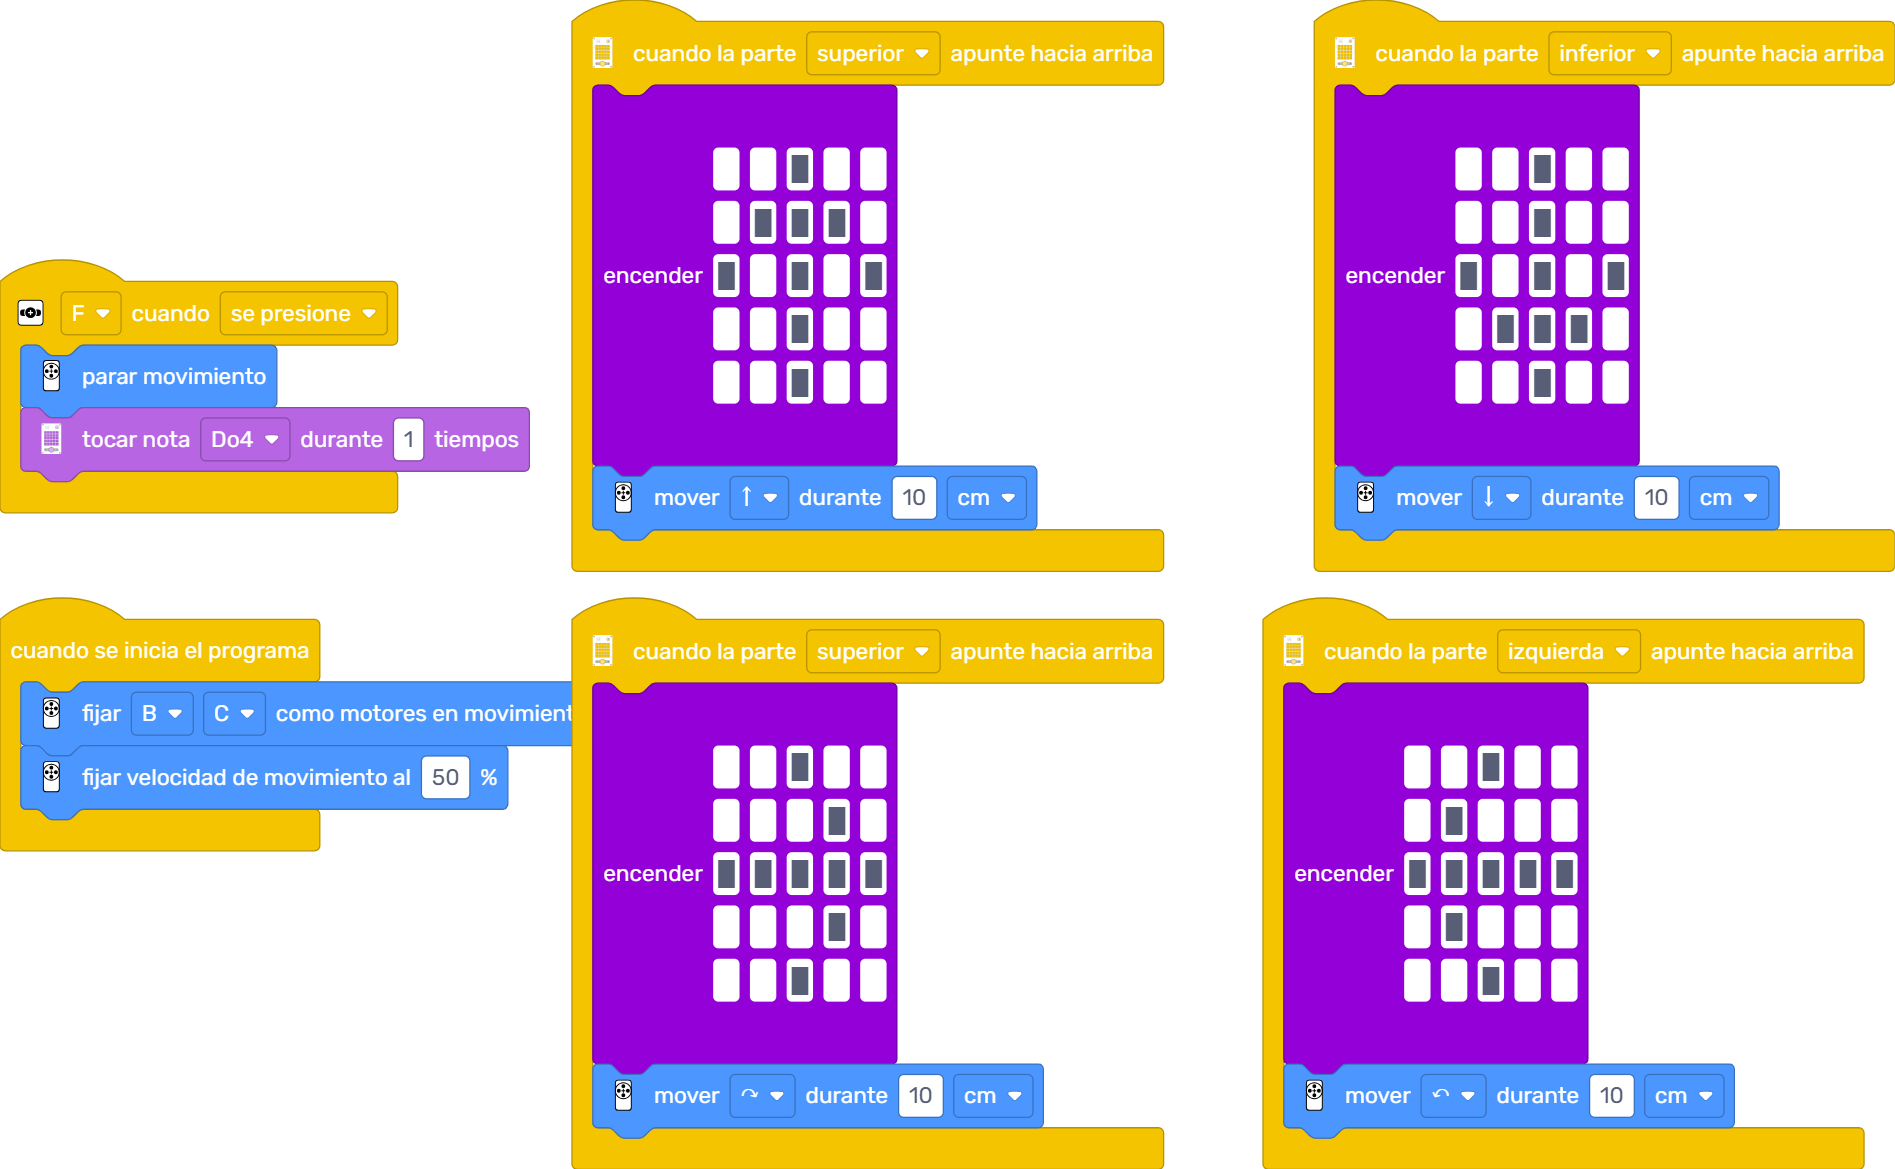 F cuando se presione
parar movimiento
tocar nota Do4 durante 1 tiempos
cuando la parte superior apunte hacia arriba
encender
mover ↑ durante 10 cm
cuando la parte inferior apunte hacia arriba
encender
mover ↓ durante 10 cm
cuando se inicia el programa
fijar B C como motores en movimient
fijar velocidad de movimiento al 50 %
cuando la parte superior apunte hacia arriba
encender
mover durante 10 cm
cuando la parte izquierda apunte hacia arriba
encender
mover durante 10 cm